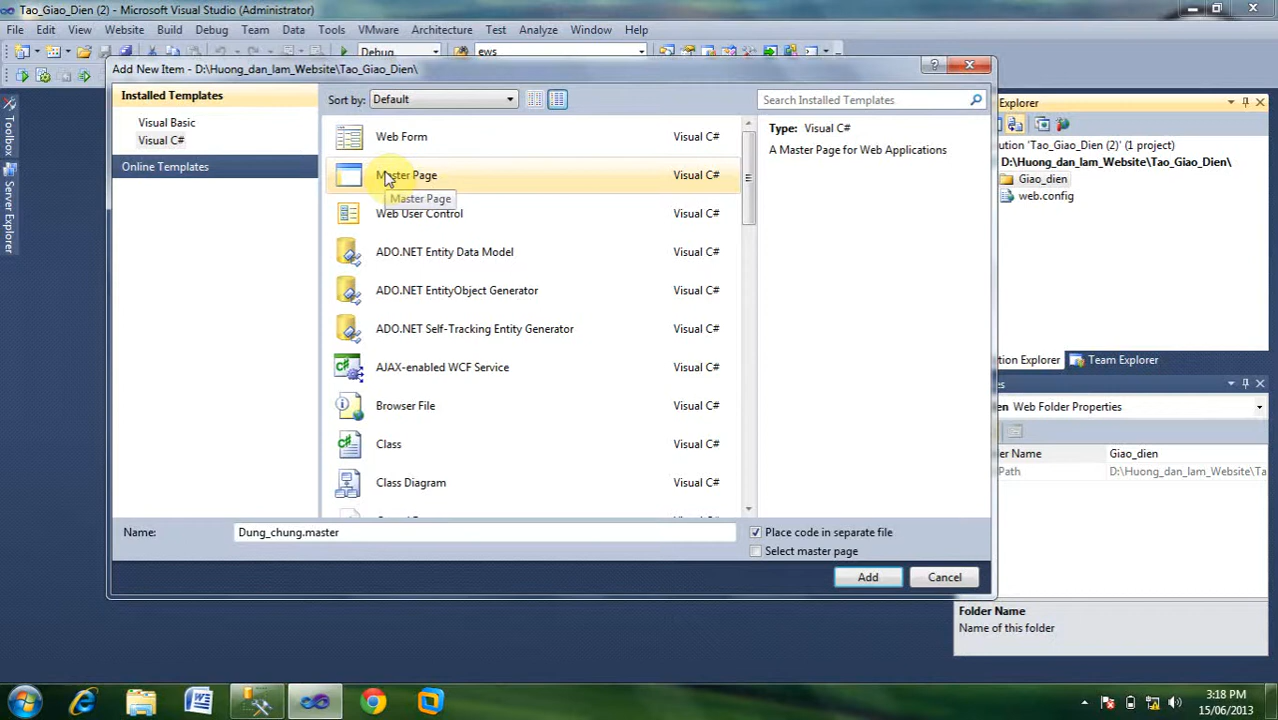 Tao_Giao_Dien (2) - Microsoft Visual Studio (Administrator)
File Edit View Website Build Debug Team Data Tools VMware Architecture Test Analyze Window Help
Debug ews
Add New Item - D:\Huong_dan_lam_Website\Tao_Giao_Dien\
Installed Templates
Visual Basic
Visual C#
Online Templates
Sort by: Default
Search Installed Templates
Web Form Visual C#
Master Page Visual C#
Master Page
Web User Control Visual C#
ADO.NET Entity Data Model Visual C#
ADO.NET EntityObject Generator Visual C#
ADO.NET Self-Tracking Entity Generator Visual C#
AJAX-enabled WCF Service Visual C#
Browser File Visual C#
Class Visual C#
Class Diagram Visual C#
Type: Visual C#
A Master Page for Web Applications
Name: Dung_chung.master
Place code in separate file
Select master page
Add Cancel
Toolbox
Server Explorer
Explorer
ution 'Tao_Giao_Dien (2)' (1 project)
D:\Huong_dan_lam_Website\Tao_Giao_Dien\
Giao_dien
web.config
tion Explorer Team Explorer
es
en Web Folder Properties
er Name Giao_dien
Path D:\Huong_dan_lam_Website\Ta
Folder Name
Name of this folder
3:18 PM
15/06/2013